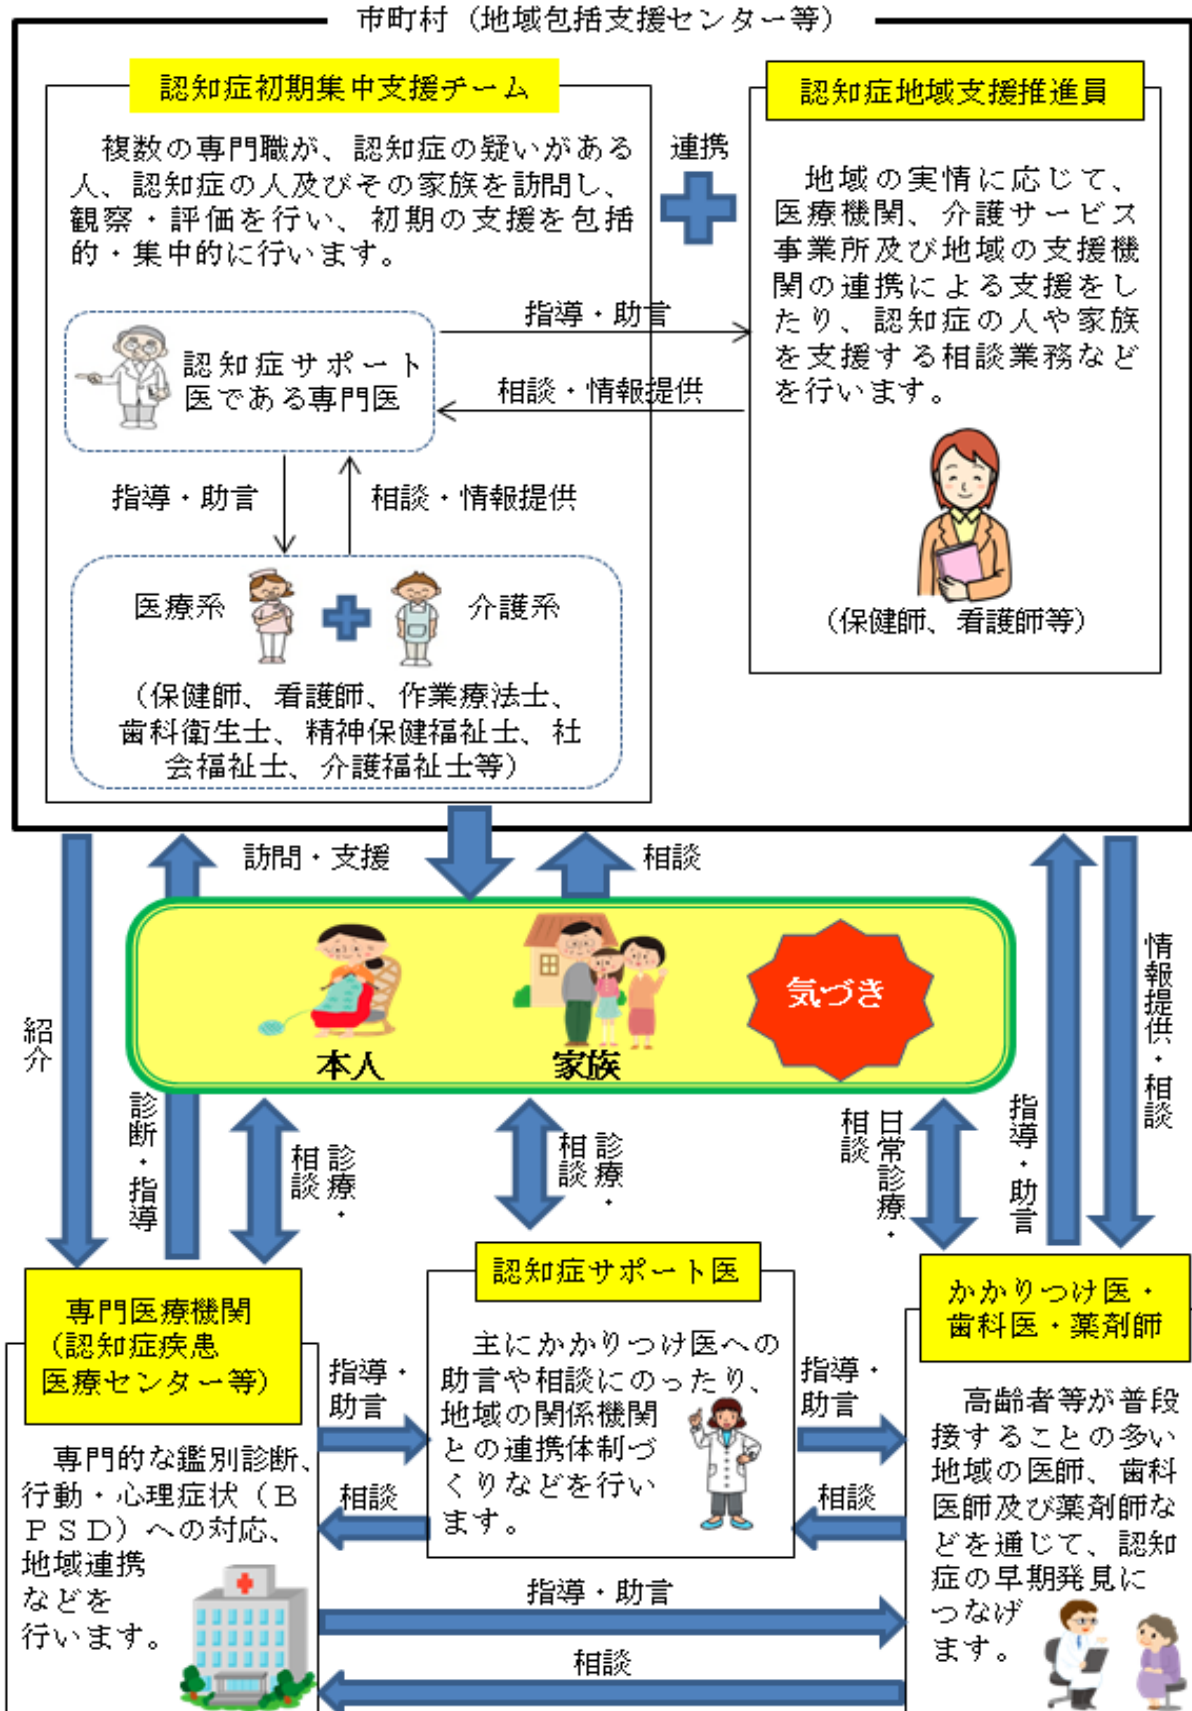 市町村（地域包括支援センター等）
認知症初期集中支援チーム
複数の専門職が、認知症の疑いがある
人、認知症の人及びその家族を訪問し、
観察・評価を行い、初期の支援を包括
的・集中的に行います。
連携
認知症地域支援推進員
地域の実情に応じて、
医療機関、介護サービス
事業所及び地域の支援機
関の連携による支援をし
たり、認知症の人や家族
を支援する相談業務など
を行います。
（保健師、看護師等）
指導・助言
相談・情報提供
認知症サポート
医である専門医
指導・助言
相談・情報提供
医療系
介護系
（保健師、看護師、作業療法士、
歯科衛生士、精神保健福祉士、社
会福祉士、介護福祉士等）
訪問・支援
相談
本人
家族
気づき
紹介
診断・指導
診療・
相談
診療・
相談
日常診療・
相談
指導・助言
情報提供・相談
専門医療機関
（認知症疾患
医療センター等）
専門的な鑑別診断、
行動・心理症状（Ｂ
ＰＳＤ）への対応、
地域連携
などを
行います。
指導・
助言
相談
認知症サポート医
主にかかりつけ医への
助言や相談にのったり、
地域の関係機関
との連携体制づ
くりなどを行い
ます。
指導・
助言
相談
かかりつけ医・
歯科医・薬剤師
高齢者等が普段
接することの多い
地域の医師、歯科
医師及び薬剤師な
どを通じて、認知
症の早期発見に
つなげ
ます。
指導・助言
相談